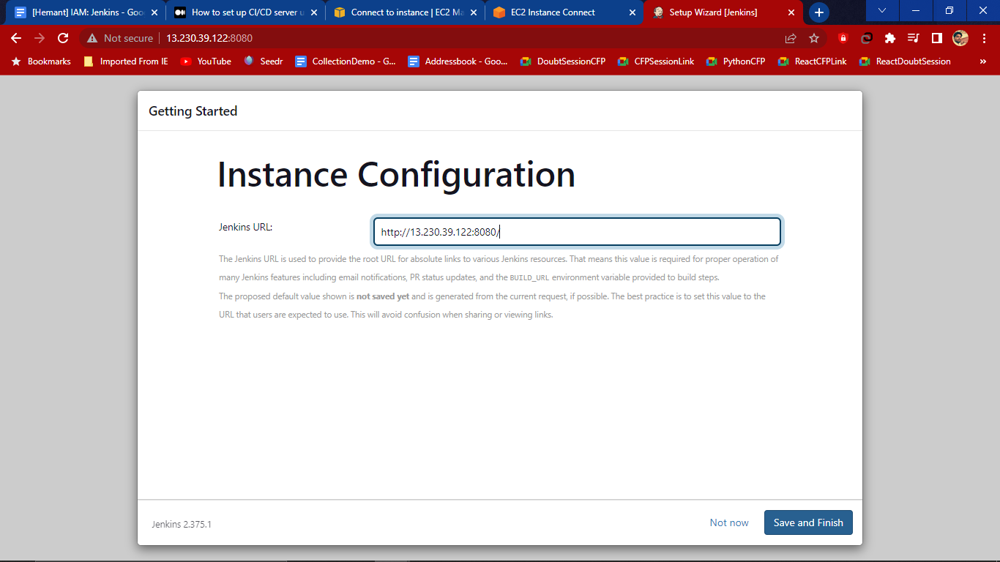 [Hemant] IAM: Jenkins - Goo
How to set up CI/CD server u
Connect to instance | EC2 Ma
EC2 Instance Connect
Setup Wizard [Jenkins]
Not secure
13.230.39.122:8080
Bookmarks
Imported From IE
YouTube
Seedr
CollectionDemo - G...
Addressbook - Goo...
DoubtSessionCFP
CFPSessionLink
PythonCFP
ReactCFPLink
ReactDoubtSession
»
Getting Started
Instance Configuration
Jenkins URL:
http://13.230.39.122:8080/
The Jenkins URL is used to provide the root URL for absolute links to various Jenkins resources. That means this value is required for proper operation of
many Jenkins features including email notifications, PR status updates, and the BUILD_URL environment variable provided to build steps.
The proposed default value shown is not saved yet and is generated from the current request, if possible. The best practice is to set this value to the
URL that users are expected to use. This will avoid confusion when sharing or viewing links.
Jenkins 2.375.1
Not now
Save and Finish